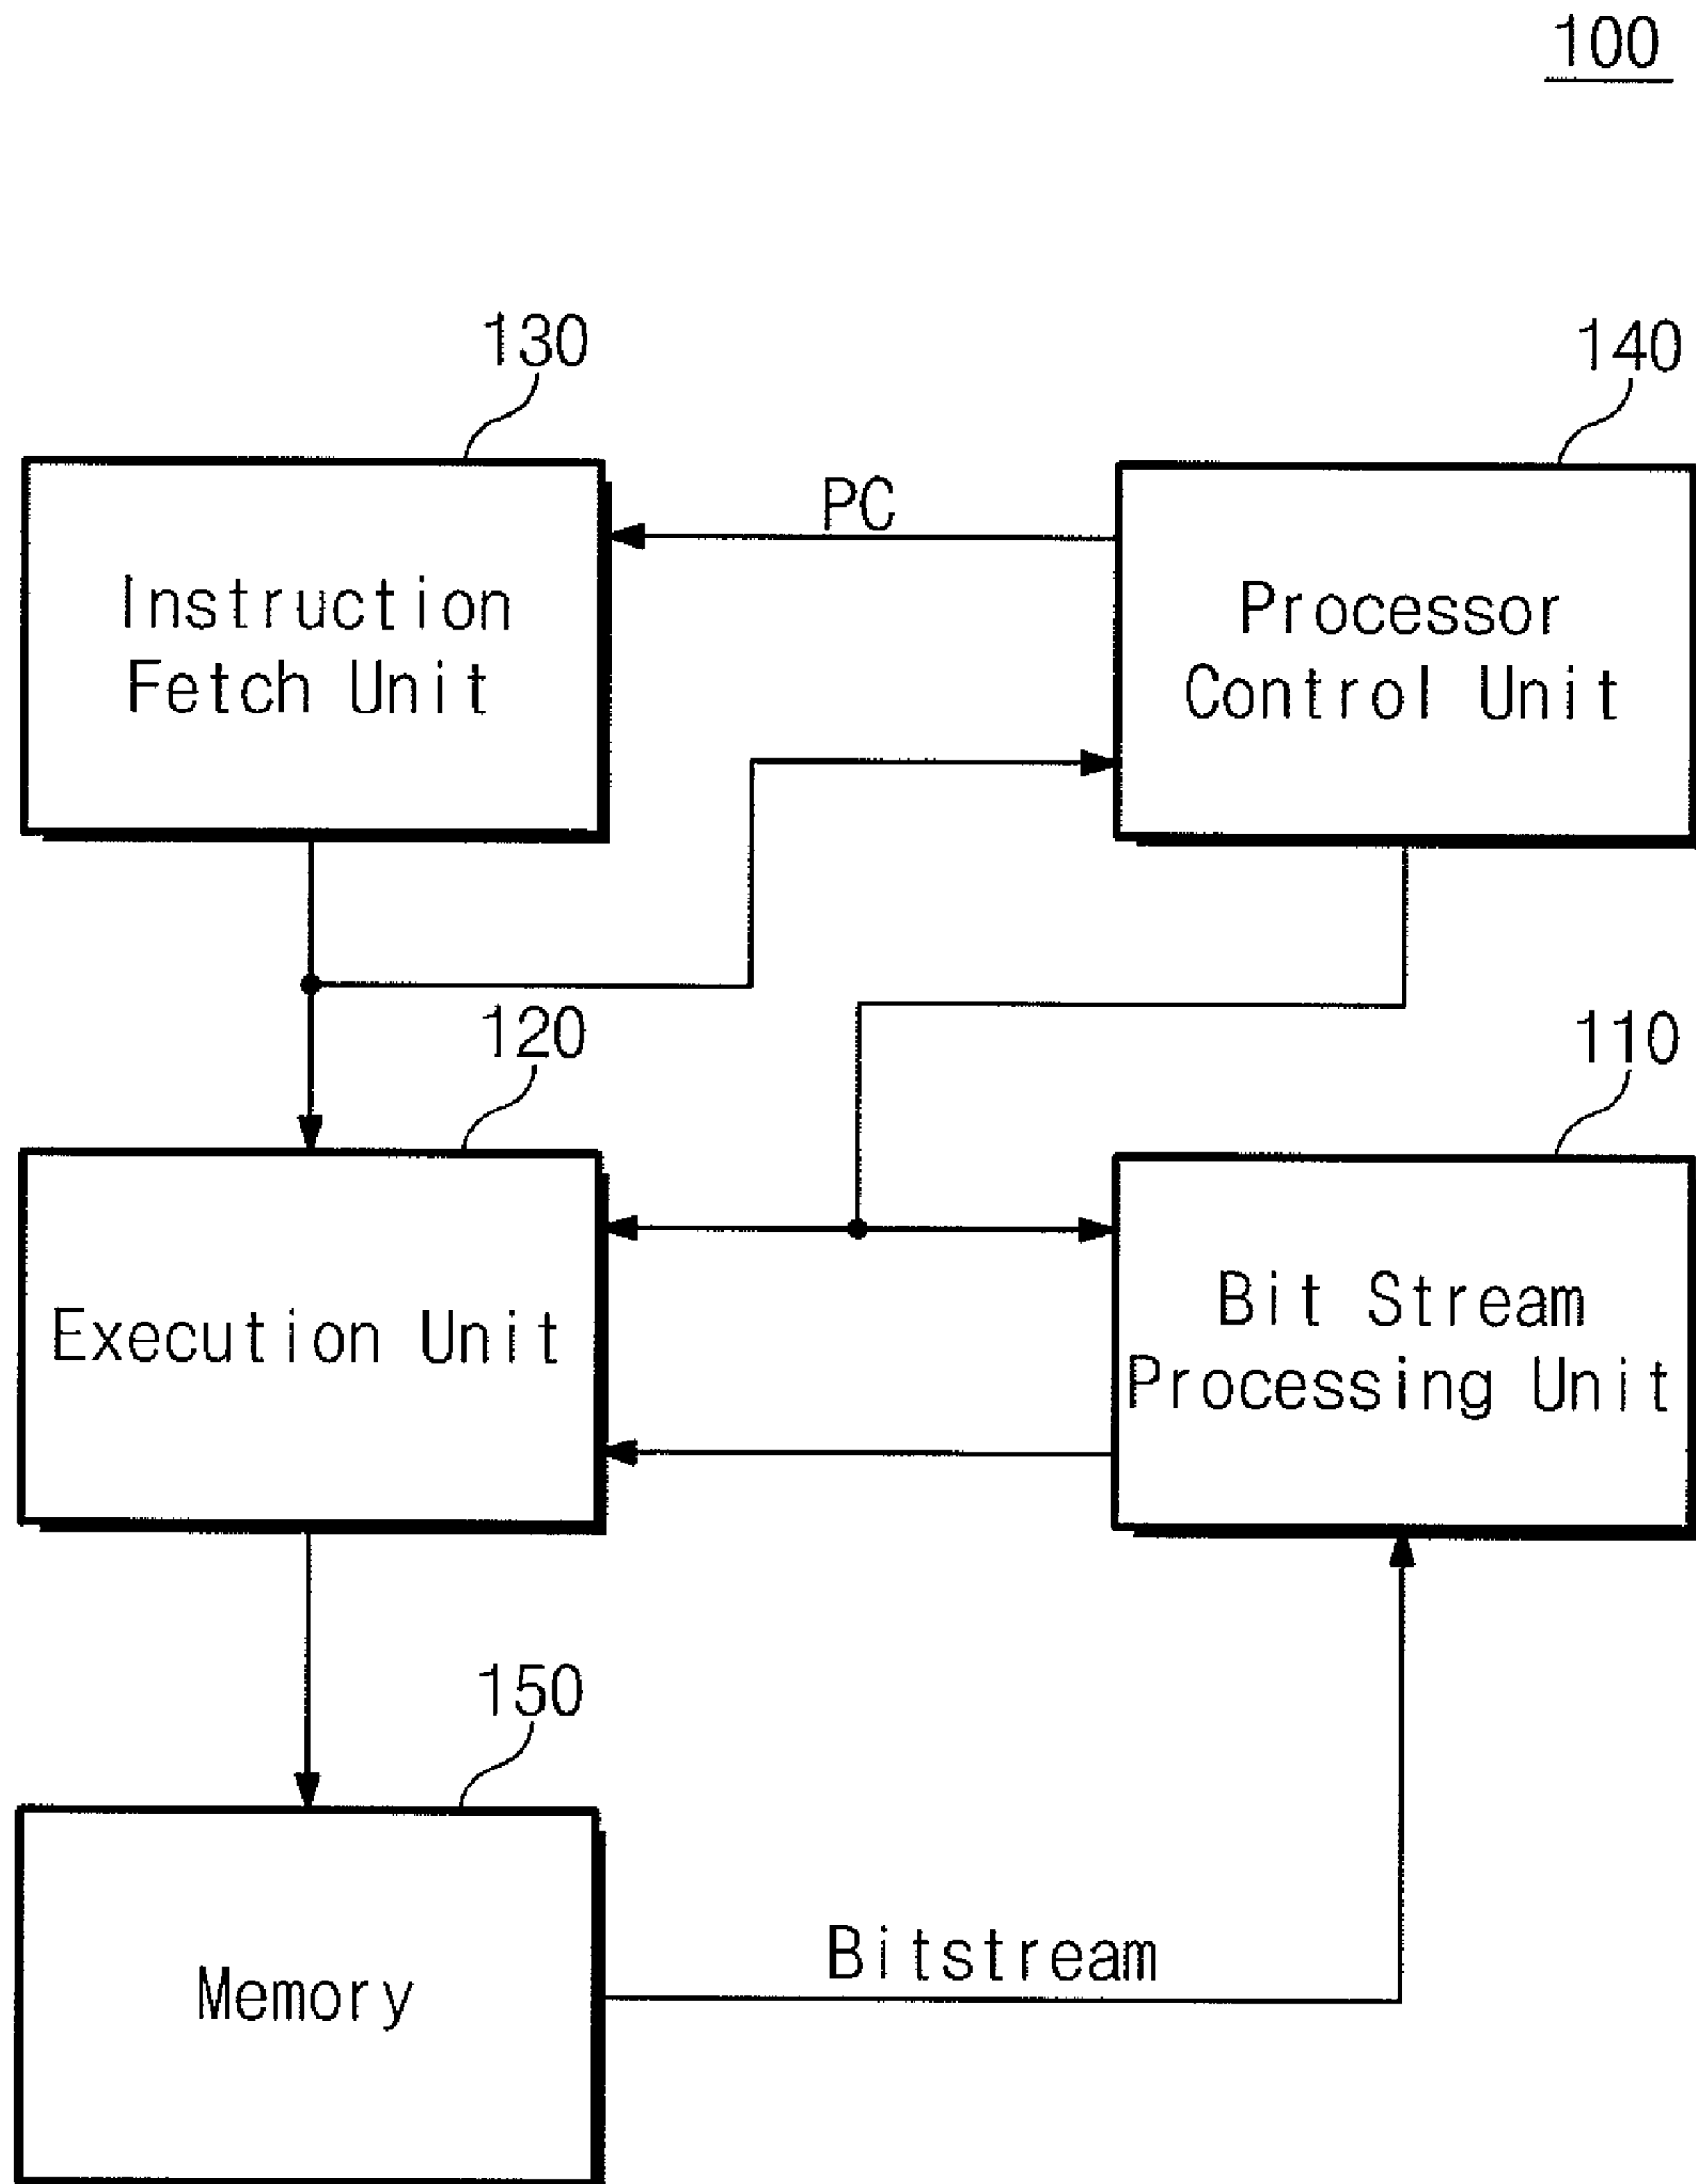 100
130
140
PC
Instruction
Fetch Unit
Processor
Control Unit
120
110
Execution Unit
Bit Stream
Processing Unit
150
Bitstream
Memory